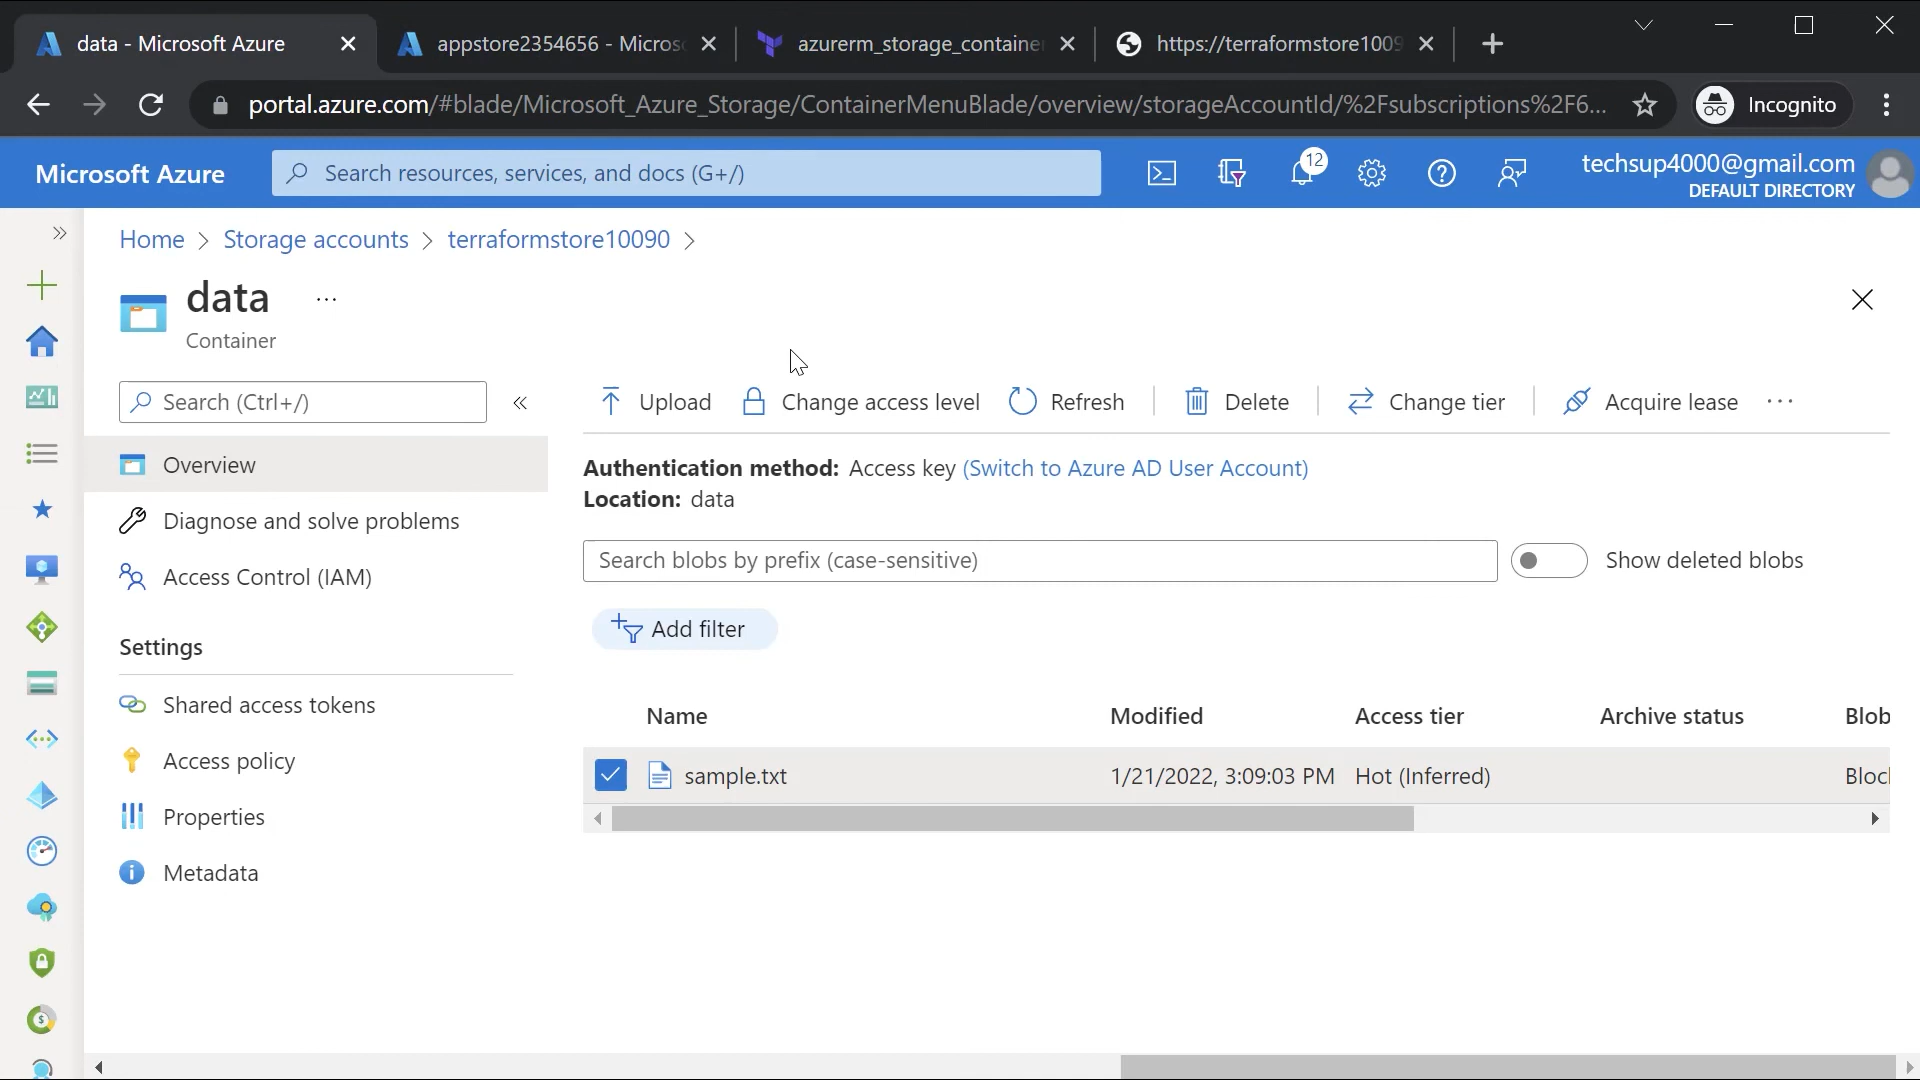 data - Microsoft Azure
appstore2354656 - Micros
azurerm_storage_container
https://terraformstore1009
portal.azure.com/#blade/Microsoft_Azure_Storage/ContainerMenuBlade/overview/storageAccountId/%2Fsubscriptions%2F6...
Incognito
Microsoft Azure
Search resources, services, and docs (G+/)
12
techsup4000@gmail.com
DEFAULT DIRECTORY
Home > Storage accounts > terraformstore10090 >
data ...
Container
Search (Ctrl+/)
Upload
Change access level
Refresh
Delete
Change tier
Acquire lease
...
Overview
Diagnose and solve problems
Access Control (IAM)
Settings
Shared access tokens
Access policy
Properties
Metadata
Authentication method: Access key (Switch to Azure AD User Account)
Location: data
Search blobs by prefix (case-sensitive)
Show deleted blobs
Add filter
Name Modified Access tier Archive status Blob
sample.txt 1/21/2022, 3:09:03 PM Hot (Inferred) Bloc